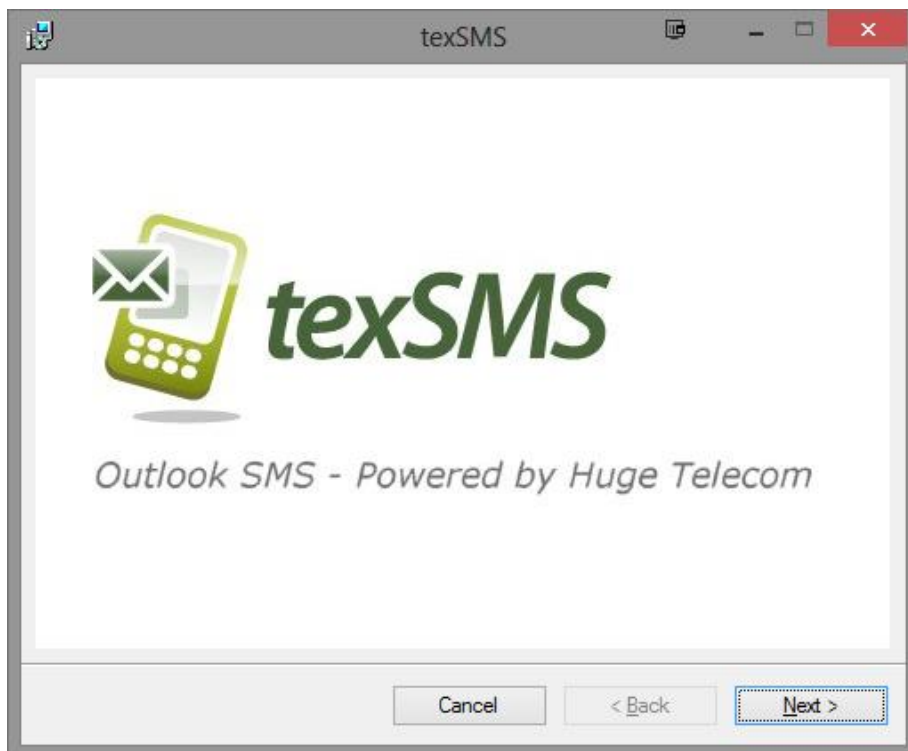 texSMS
texSMS
Outlook SMS - Powered by Huge Telecom
Cancel
< Back
Next >